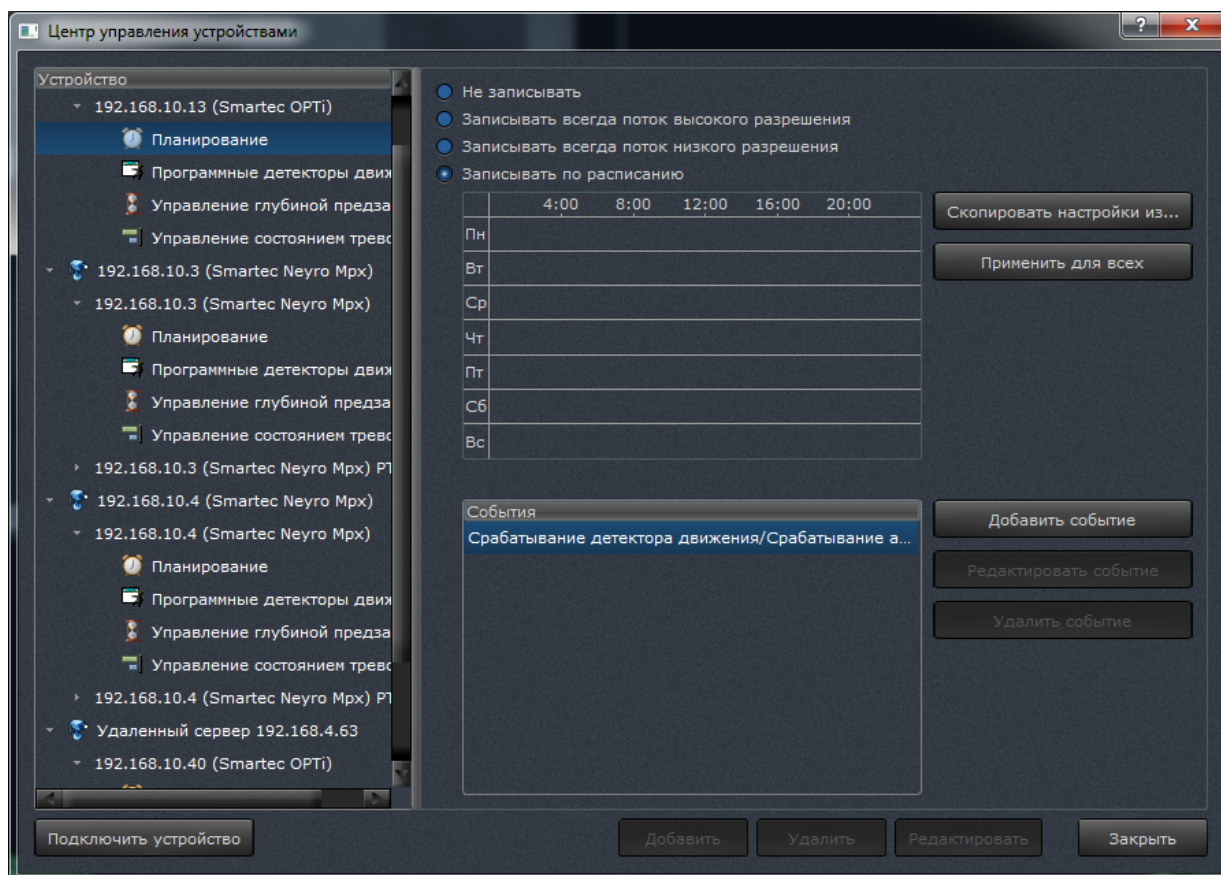 Центр управления устройствами
?
X
Устройство
192.168.10.13 (Smartec OPTi)
Планирование
Программные детекторы движ
Управление глубиной предза
Управление состоянием трево
192.168.10.3 (Smartec Neyro Mpx)
192.168.10.3 (Smartec Neyro Mpx)
Планирование
Программные детекторы движ
Управление глубиной предза
Управление состоянием трево
192.168.10.3 (Smartec Neyro Mpx) PT
192.168.10.4 (Smartec Neyro Mpx)
192.168.10.4 (Smartec Neyro Mpx)
Планирование
Программные детекторы движ
Управление глубиной предза
Управление состоянием трево
192.168.10.4 (Smartec Neyro Mpx) PT
Удаленный сервер 192.168.4.63
192.168.10.40 (Smartec OPTi)
Не записывать
Записывать всегда поток высокого разрешения
Записывать всегда поток низкого разрешения
Записывать по расписанию
4:00 8:00 12:00 16:00 20:00
Пн
Вт
Ср
Чт
Пт
Сб
Вс
Скопировать настройки из...
Применить для всех
События
Срабатывание детектора движения/Срабатывание а...
Добавить событие
Редактировать событие
Удалить событие
Подключить устройство
Добавить
Удалить
Редактировать
Закрыть